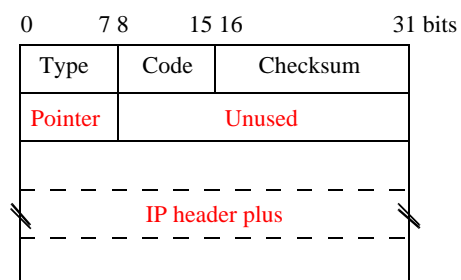 0 7 8 15 16 31 bits
Type Code Checksum
Pointer Unused
IP header plus